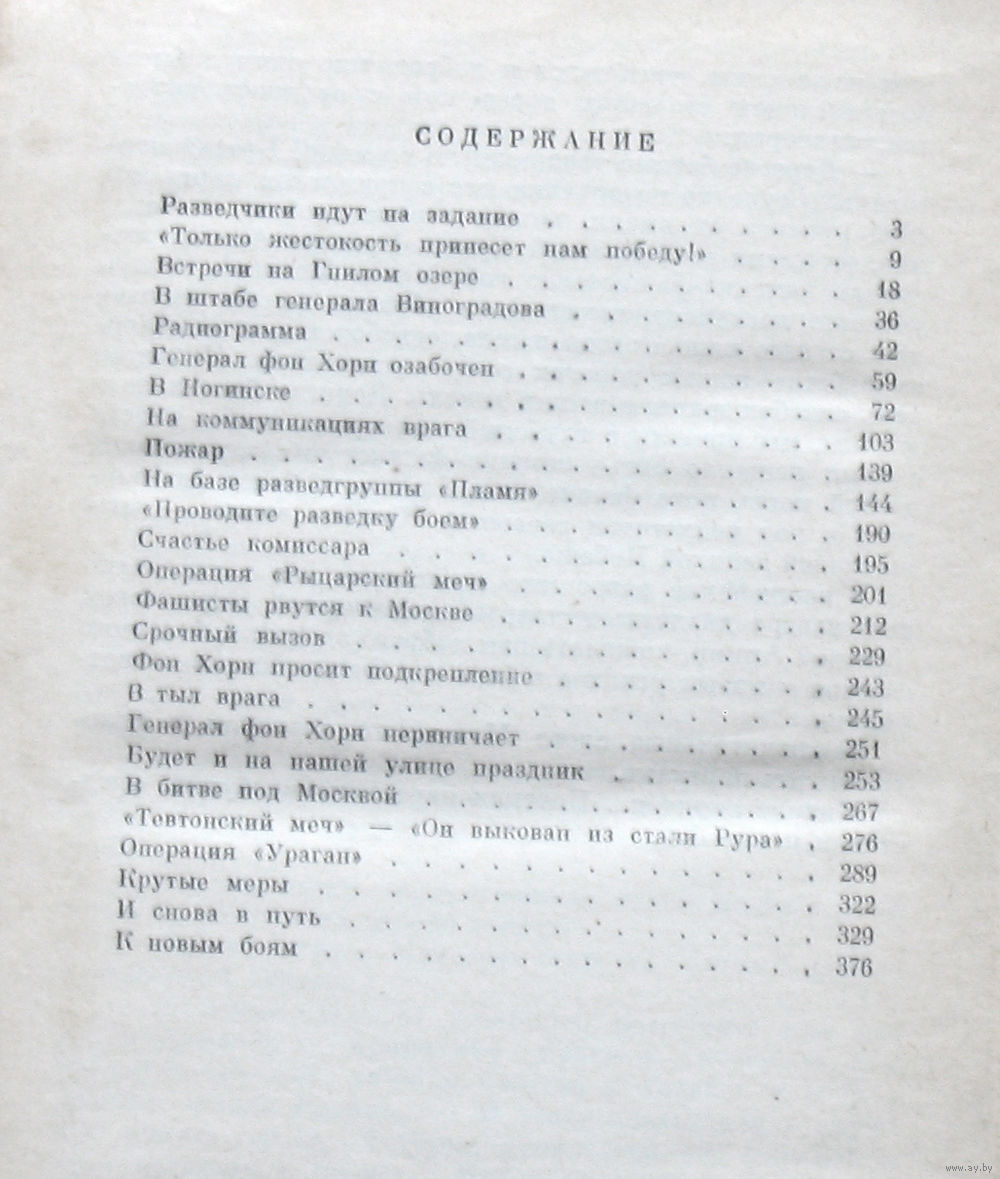 СОДЕРЖАНИЕ
Разведчики идут на задание . . . . . . . . . 3
«Только жестокость принесет нам победу!» . . . . 9
Встречи на Гнилом озере . . . . . . . . . . 18
В штабе генерала Виноградова . . . . . . . . 36
Радиограмма . . . . . . . . . . . . . . . 42
Генерал фон Хорн озабочен . . . . . . . . . . 59
В Ногинске . . . . . . . . . . . . . . . . 72
На коммуникациях врага . . . . . . . . . . 103
Пожар . . . . . . . . . . . . . . . . . . 139
На базе разведгруппы «Пламя» . . . . . . . . 144
«Проводите разведку боем» . . . . . . . . . . 190
Счастье комиссара . . . . . . . . . . . . . 195
Операция «Рыцарский меч» . . . . . . . . . . 201
Фашисты рвутся к Москве . . . . . . . . . . 212
Срочный вызов . . . . . . . . . . . . . . 229
Фон Хорн просит подкрепление . . . . . . . . 243
В тыл врага . . . . . . . . . . . . . . . . 245
Генерал фон Хорн нервничает . . . . . . . . . 251
Будет и на нашей улице праздник . . . . . . . 253
В битве под Москвой . . . . . . . . . . . . 267
«Тевтонский меч» — «Он выкован из стали Рура» . 276
Операция «Ураган» . . . . . . . . . . . . . 289
Крутые меры . . . . . . . . . . . . . . . 322
И снова в путь . . . . . . . . . . . . . . 329
К новым боям . . . . . . . . . . . . . . . 376
www.ay.by